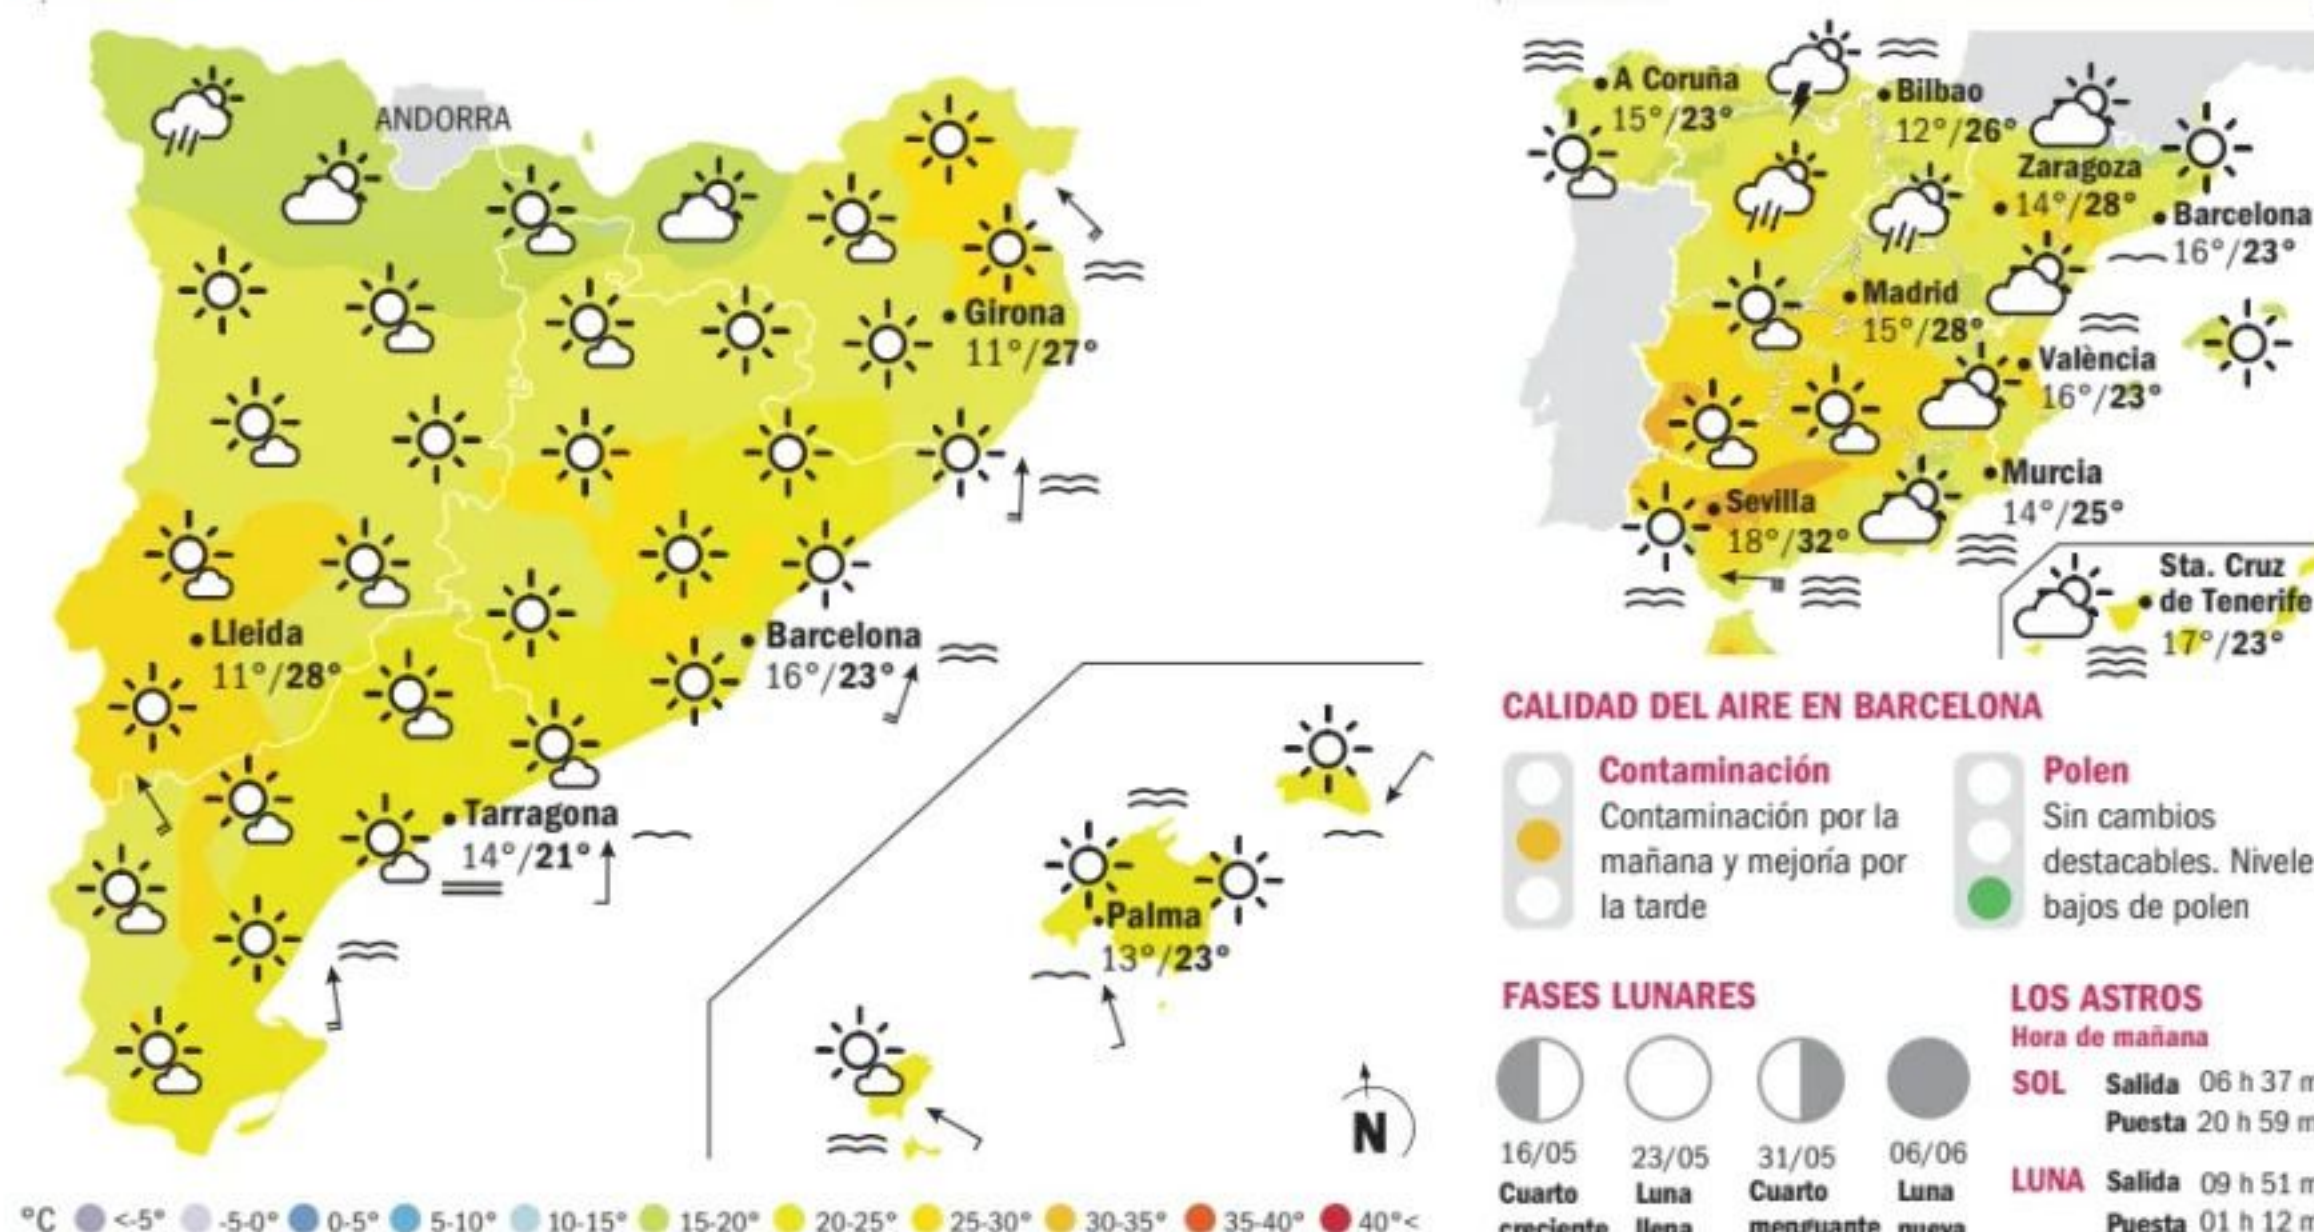 ANDORRA
Girona
11°/27°
Lleida
11°/28°
Barcelona
16°/23°
Tarragona
14°/21°
Palma
13°/23°
N
°C <-5° -5-0° 0-5° 5-10° 10-15° 15-20° 20-25° 25-30° 30-35° 35-40° 40°<
A Coruña
15°/23°
Bilbao
12°/26°
Zaragoza
14°/28°
Barcelona
16°/23°
Madrid
15°/28°
València
16°/23°
Murcia
14°/25°
Sevilla
18°/32°
Sta. Cruz
de Tenerife
17°/23°
CALIDAD DEL AIRE EN BARCELONA
Contaminación
Contaminación por la
mañana y mejoría por
la tarde
Polen
Sin cambios
destacables. Nivele
bajos de polen
FASES LUNARES
16/05
Cuarto
creciente
23/05
Luna
llena
31/05
Cuarto
menguante
06/06
Luna
nueva
LOS ASTROS
Hora de mañana
SOL Salida 06 h 37 m
Puesta 20 h 59 m
LUNA Salida 09 h 51 m
Puesta 01 h 12 m